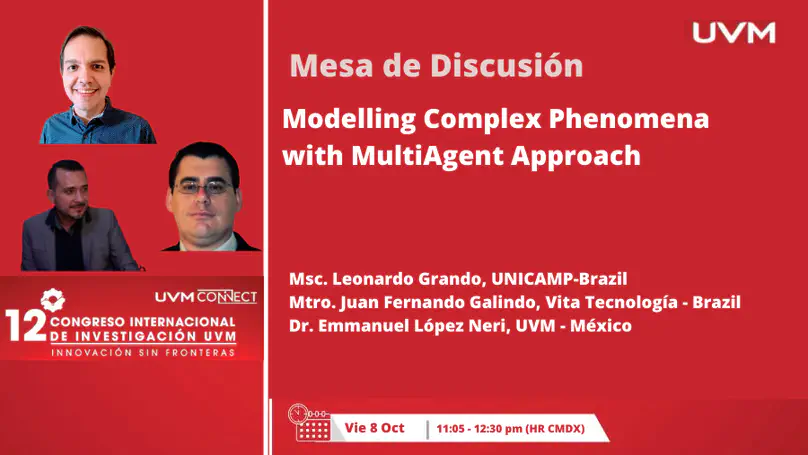 UVM
Mesa de Discusión
Modelling Complex Phenomena
with MultiAgent Approach
Msc. Leonardo Grando, UNICAMP-Brazil
Mtro. Juan Fernando Galindo, Vita Tecnología - Brazil
Dr. Emmanuel López Neri, UVM - México
UVM CONNECT
12° CONGRESO INTERNACIONAL
DE INVESTIGACIÓN UVM
INNOVACIÓN SIN FRONTERAS
Vie 8 Oct
11:05 - 12:30 pm (HR CMDX)